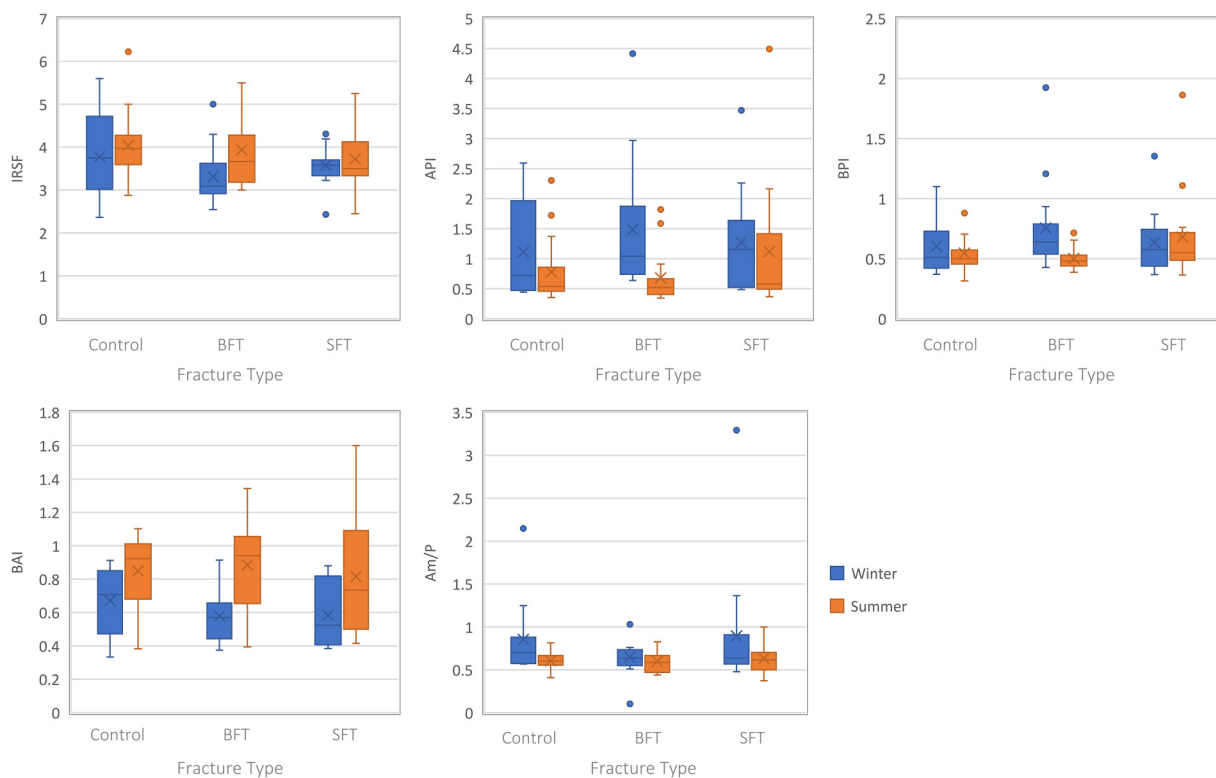 7
6
5
4
3
2
1
0
IRSF
Control BFT SFT
Fracture Type
5
4.5
4
3.5
3
2.5
2
1.5
1
0.5
0
API
Control BFT SFT
Fracture Type
2.5
2
1.5
1
0.5
0
BPI
Control BFT SFT
Fracture Type
1.8
1.6
1.4
1.2
1
0.8
0.6
0.4
0.2
0
BAI
Control BFT SFT
Fracture Type
3.5
3
2.5
2
1.5
1
0.5
0
Am/P
Control BFT SFT
Fracture Type
Winter
Summer